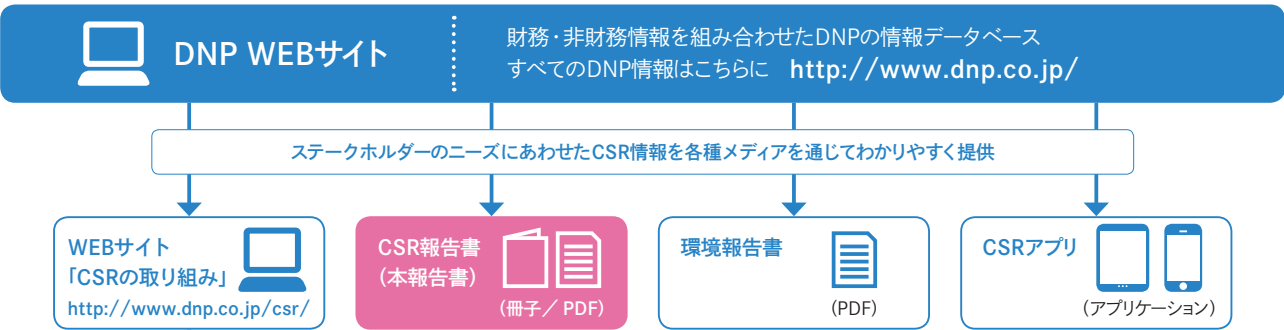 DNP WEBサイト
財務・非財務情報を組み合わせたDNPの情報データベース
すべてのDNP情報はこちらに http://www.dnp.co.jp/
ステークホルダーのニーズにあわせたCSR情報を各種メディアを通じてわかりやすく提供
WEBサイト
「CSRの取り組み」
http://www.dnp.co.jp/csr/
CSR報告書
(本報告書)
(冊子/PDF)
環境報告書
(PDF)
CSRアプリ
(アプリケーション)